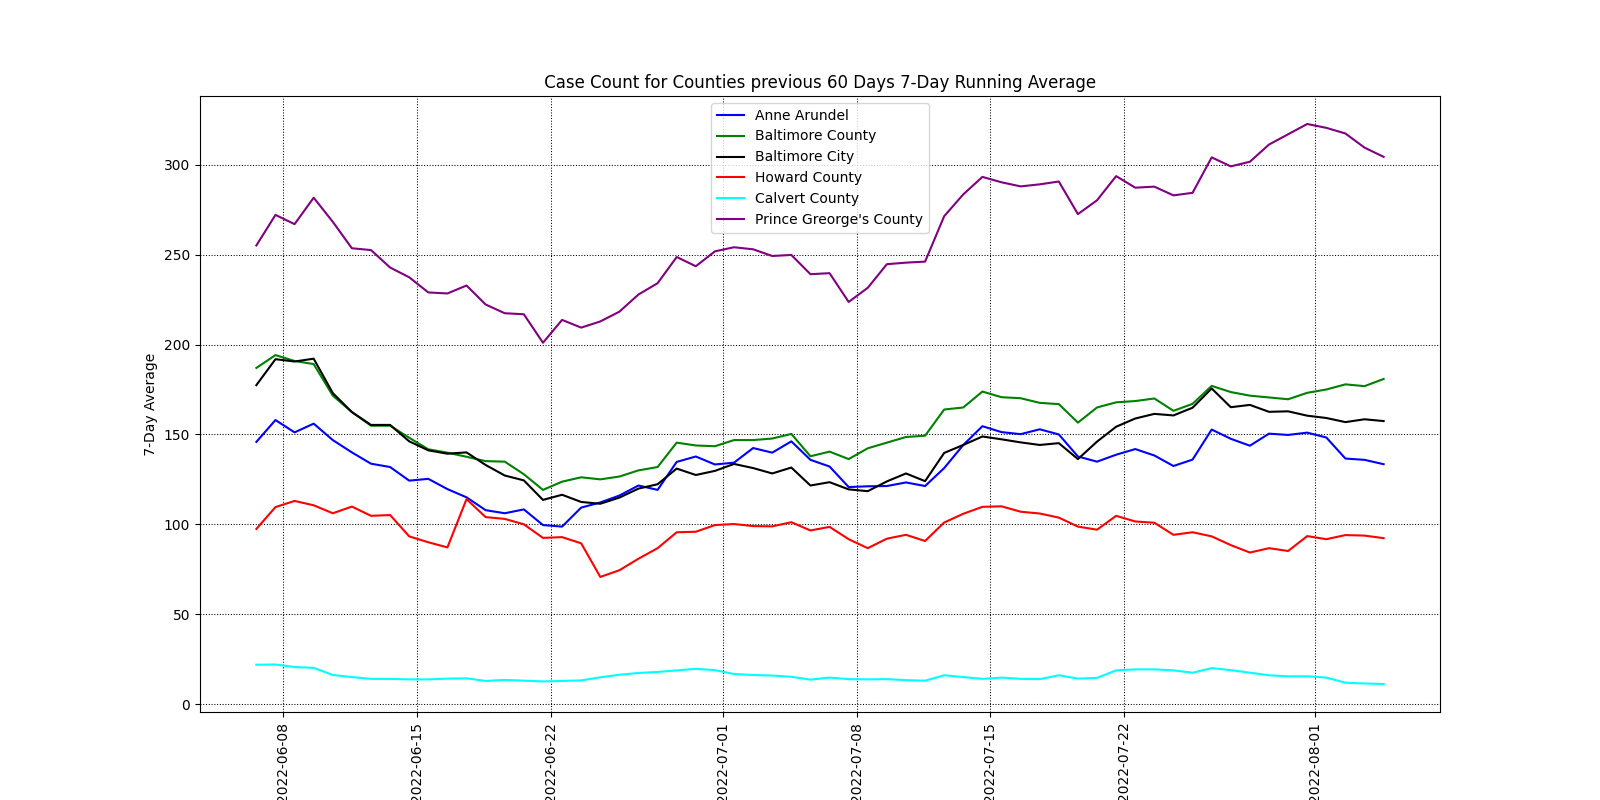 Case Count for Counties previous 60 Days 7-Day Running Average
Anne Arundel
Baltimore County
Baltimore City
Howard County
Calvert County
Prince Greorge's County
7-Day Average
300
250
200
150
100
50
0
2022-06-08
2022-06-15
2022-06-22
2022-07-01
2022-07-08
2022-07-15
2022-07-22
2022-08-01